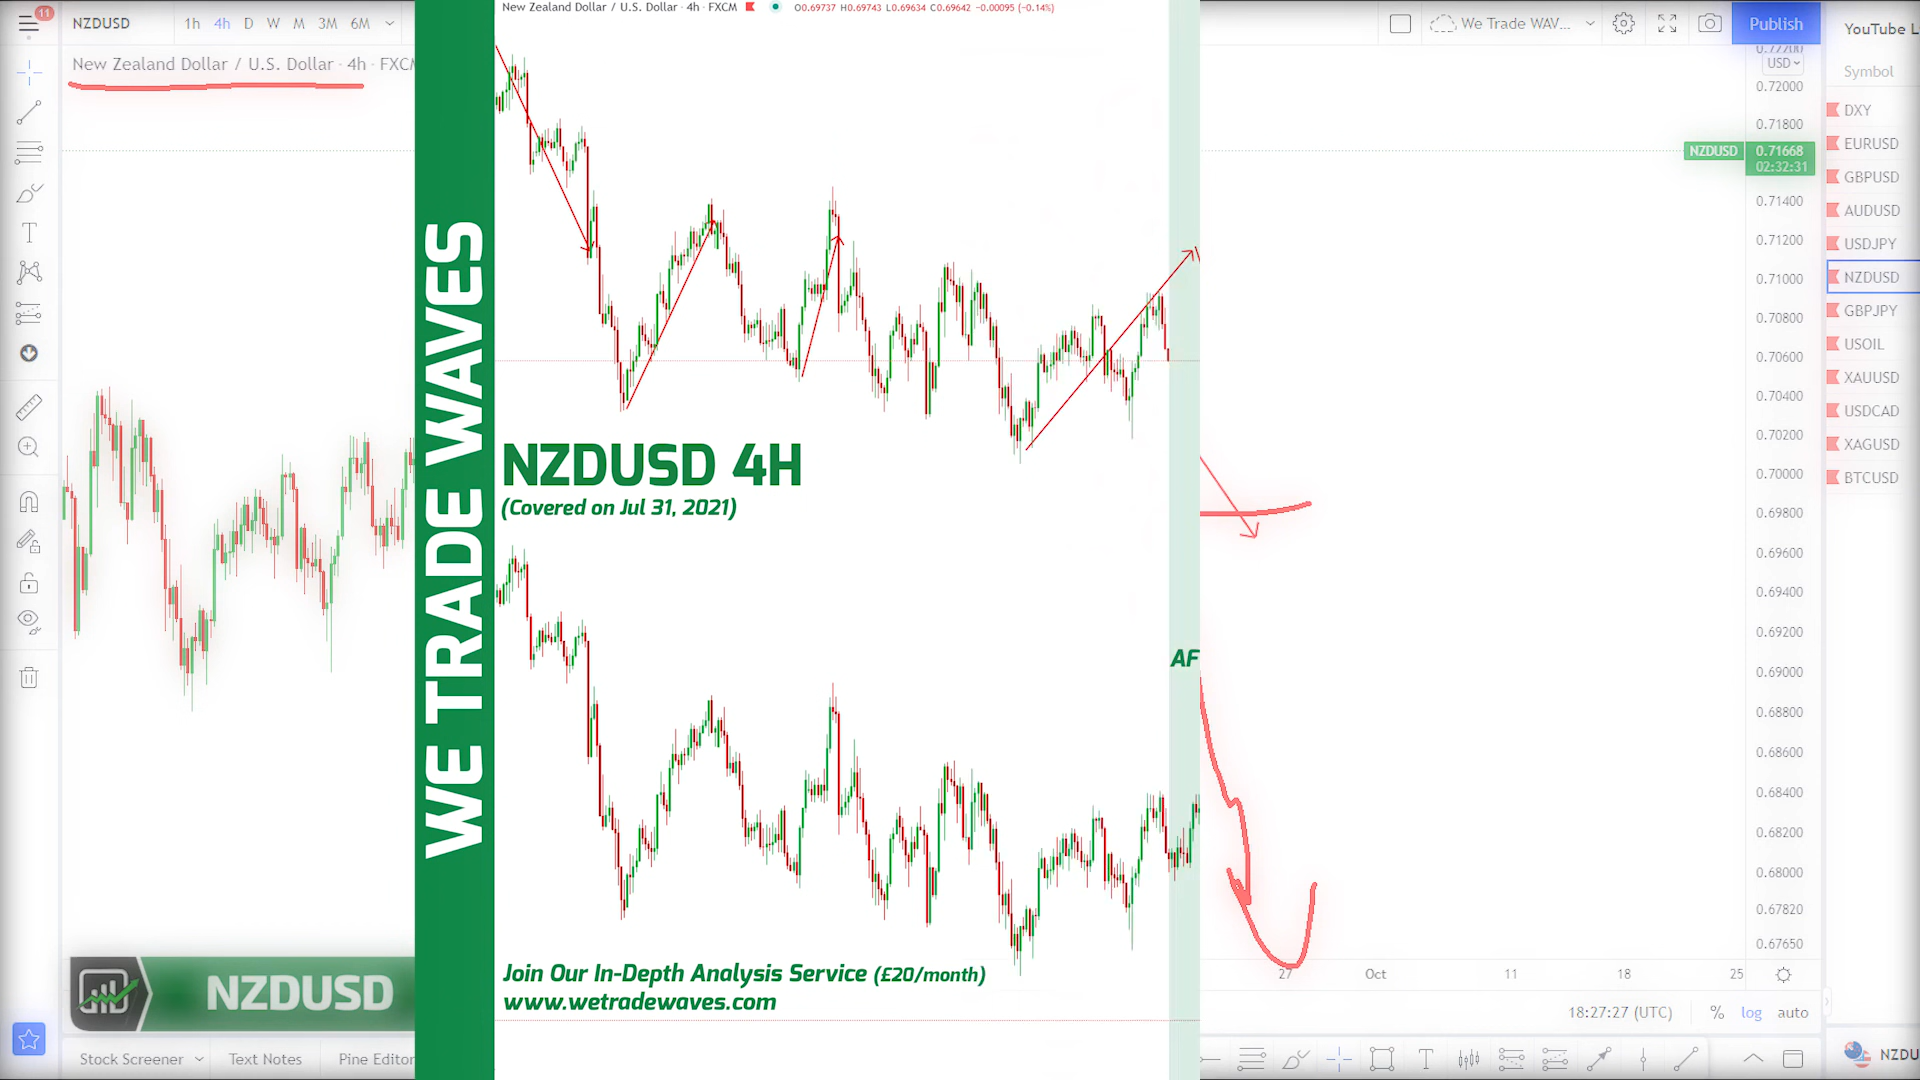 11
NZDUSD
1h 4h D W M 3M 6M
New Zealand Dollar / U.S. Dollar · 4h · FXCM
New Zealand Dollar / U.S. Dollar · 4h · FXCM O0.69737 H0.69743 L0.69634 C0.69642 −0.00095 (−0.14%)
WE TRADE WAVES
NZDUSD 4H
(Covered on Jul 31, 2021)
AF
Join Our In-Depth Analysis Service (£20/month)
www.wetradewaves.com
NZDUSD
Stock Screener Text Notes Pine Editor
We Trade WAV...
Publish
0.72200
USD
0.72000
0.71800
NZDUSD 0.71668
02:32:31
0.71400
0.71200
0.71000
0.70800
0.70600
0.70400
0.70200
0.70000
0.69800
0.69600
0.69400
0.69200
0.69000
0.68800
0.68600
0.68400
0.68200
0.68000
0.67820
0.67650
27 Oct 11 18 25
18:27:27 (UTC) % log auto
YouTube L
Symbol
DXY
EURUSD
GBPUSD
AUDUSD
USDJPY
NZDUSD
GBPJPY
USOIL
XAUUSD
USDCAD
XAGUSD
BTCUSD
NZDU